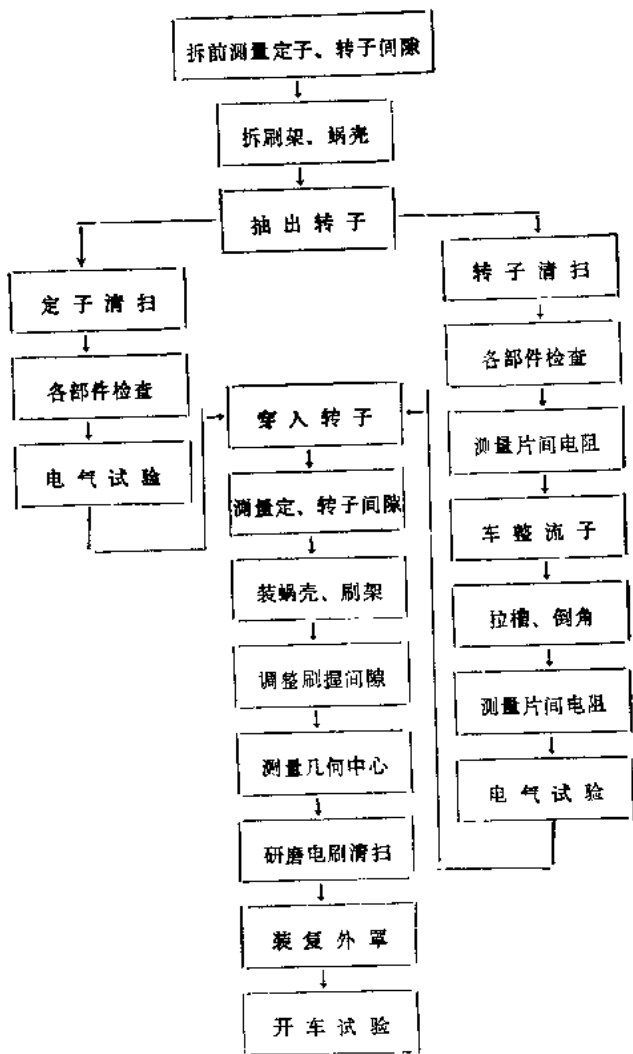 拆前测量定子、转子间隙
拆刷架、蜗壳
抽出转子
定子清扫
各部件检查
电气试验
转子清扫
各部件检查
测量片间电阻
车整流子
拉槽、倒角
测量片间电阻
电气试验
穿入转子
测量定、转子间隙
装蜗壳、刷架
调整刷握间隙
测量几何中心
研磨电刷清扫
装复外罩
开车试验